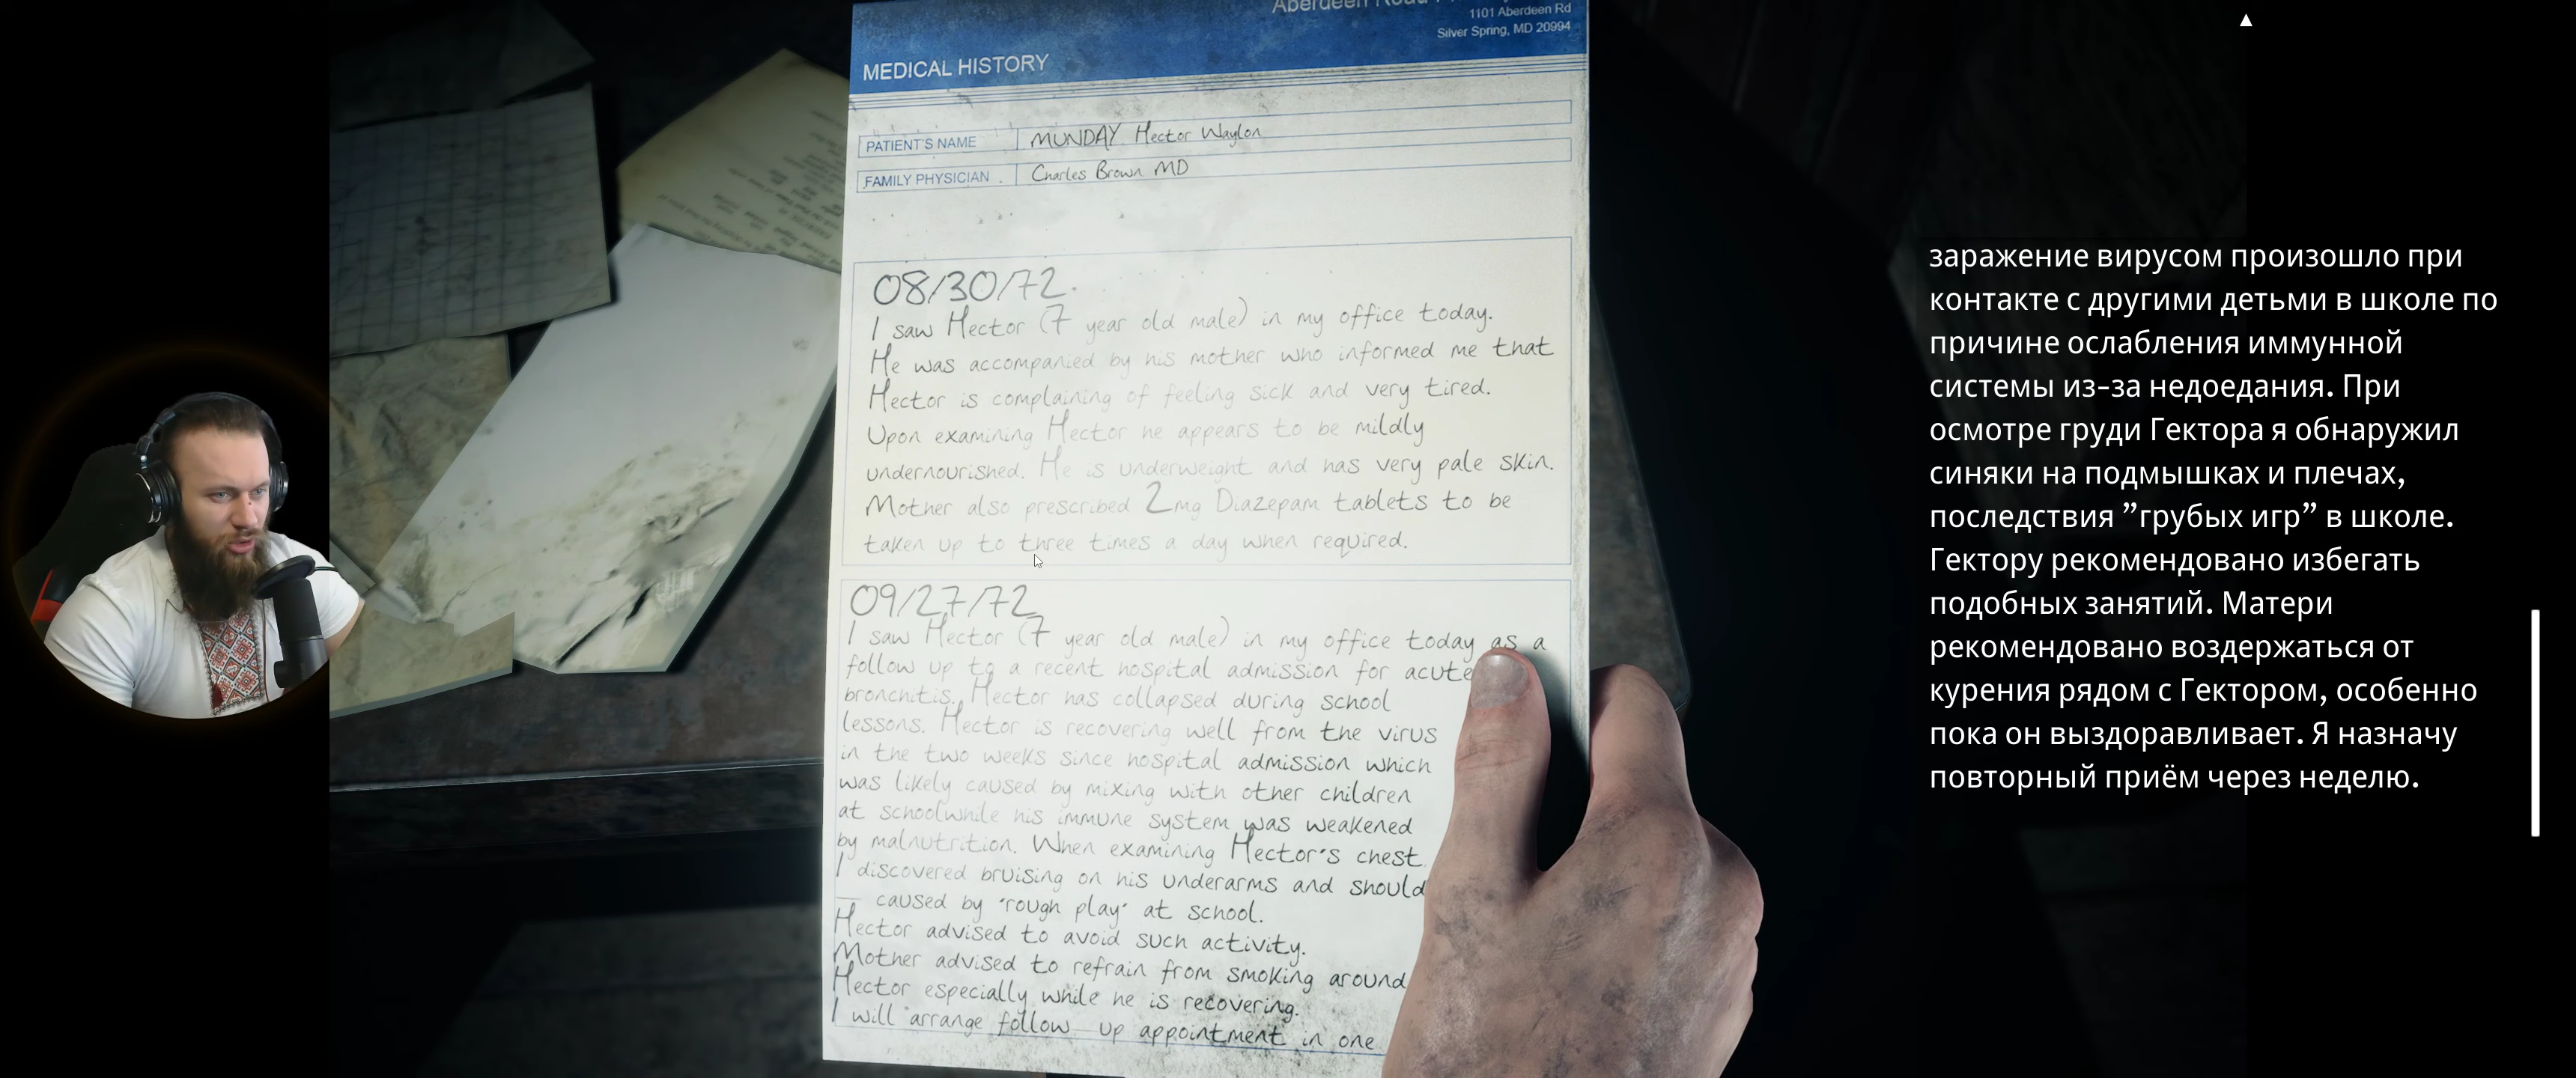 Aberdeen Road
1101 Aberdeen Rd
Silver Spring, MD 20994
MEDICAL HISTORY
PATIENT'S NAME MUNDAY Hector Waylon
FAMILY PHYSICIAN Charles Brown MD
08/30/72.
I saw Hector (7 year old male) in my office today.
He was accompanied by his mother who informed me that
Hector is complaining of feeling sick and very tired.
Upon examining Hector he appears to be mildly
undernourished. He is underweight and has very pale skin.
Mother also prescribed 2mg Diazepam tablets to be
taken up to three times a day when required.
09/27/72
I saw Hector (7 year old male) in my office today as a
follow up to a recent hospital admission for acute
bronchitis. Hector has collapsed during school
lessons. Hector is recovering well from the virus
in the two weeks since hospital admission which
was likely caused by mixing with other children
at schoolwhile his immune system was weakened
by malnutrition. When examining Hector's chest
I discovered bruising on his underarms and should
— caused by 'rough play' at school.
Hector advised to avoid such activity.
Mother advised to refrain from smoking around
Hector especially while he is recovering.
I will arrange follow up appointment in one
заражение вирусом произошло при
контакте с другими детьми в школе по
причине ослабления иммунной
системы из-за недоедания. При
осмотре груди Гектора я обнаружил
синяки на подмышках и плечах,
последствия ”грубых игр” в школе.
Гектору рекомендовано избегать
подобных занятий. Матери
рекомендовано воздержаться от
курения рядом с Гектором, особенно
пока он выздоравливает. Я назначу
повторный приём через неделю.